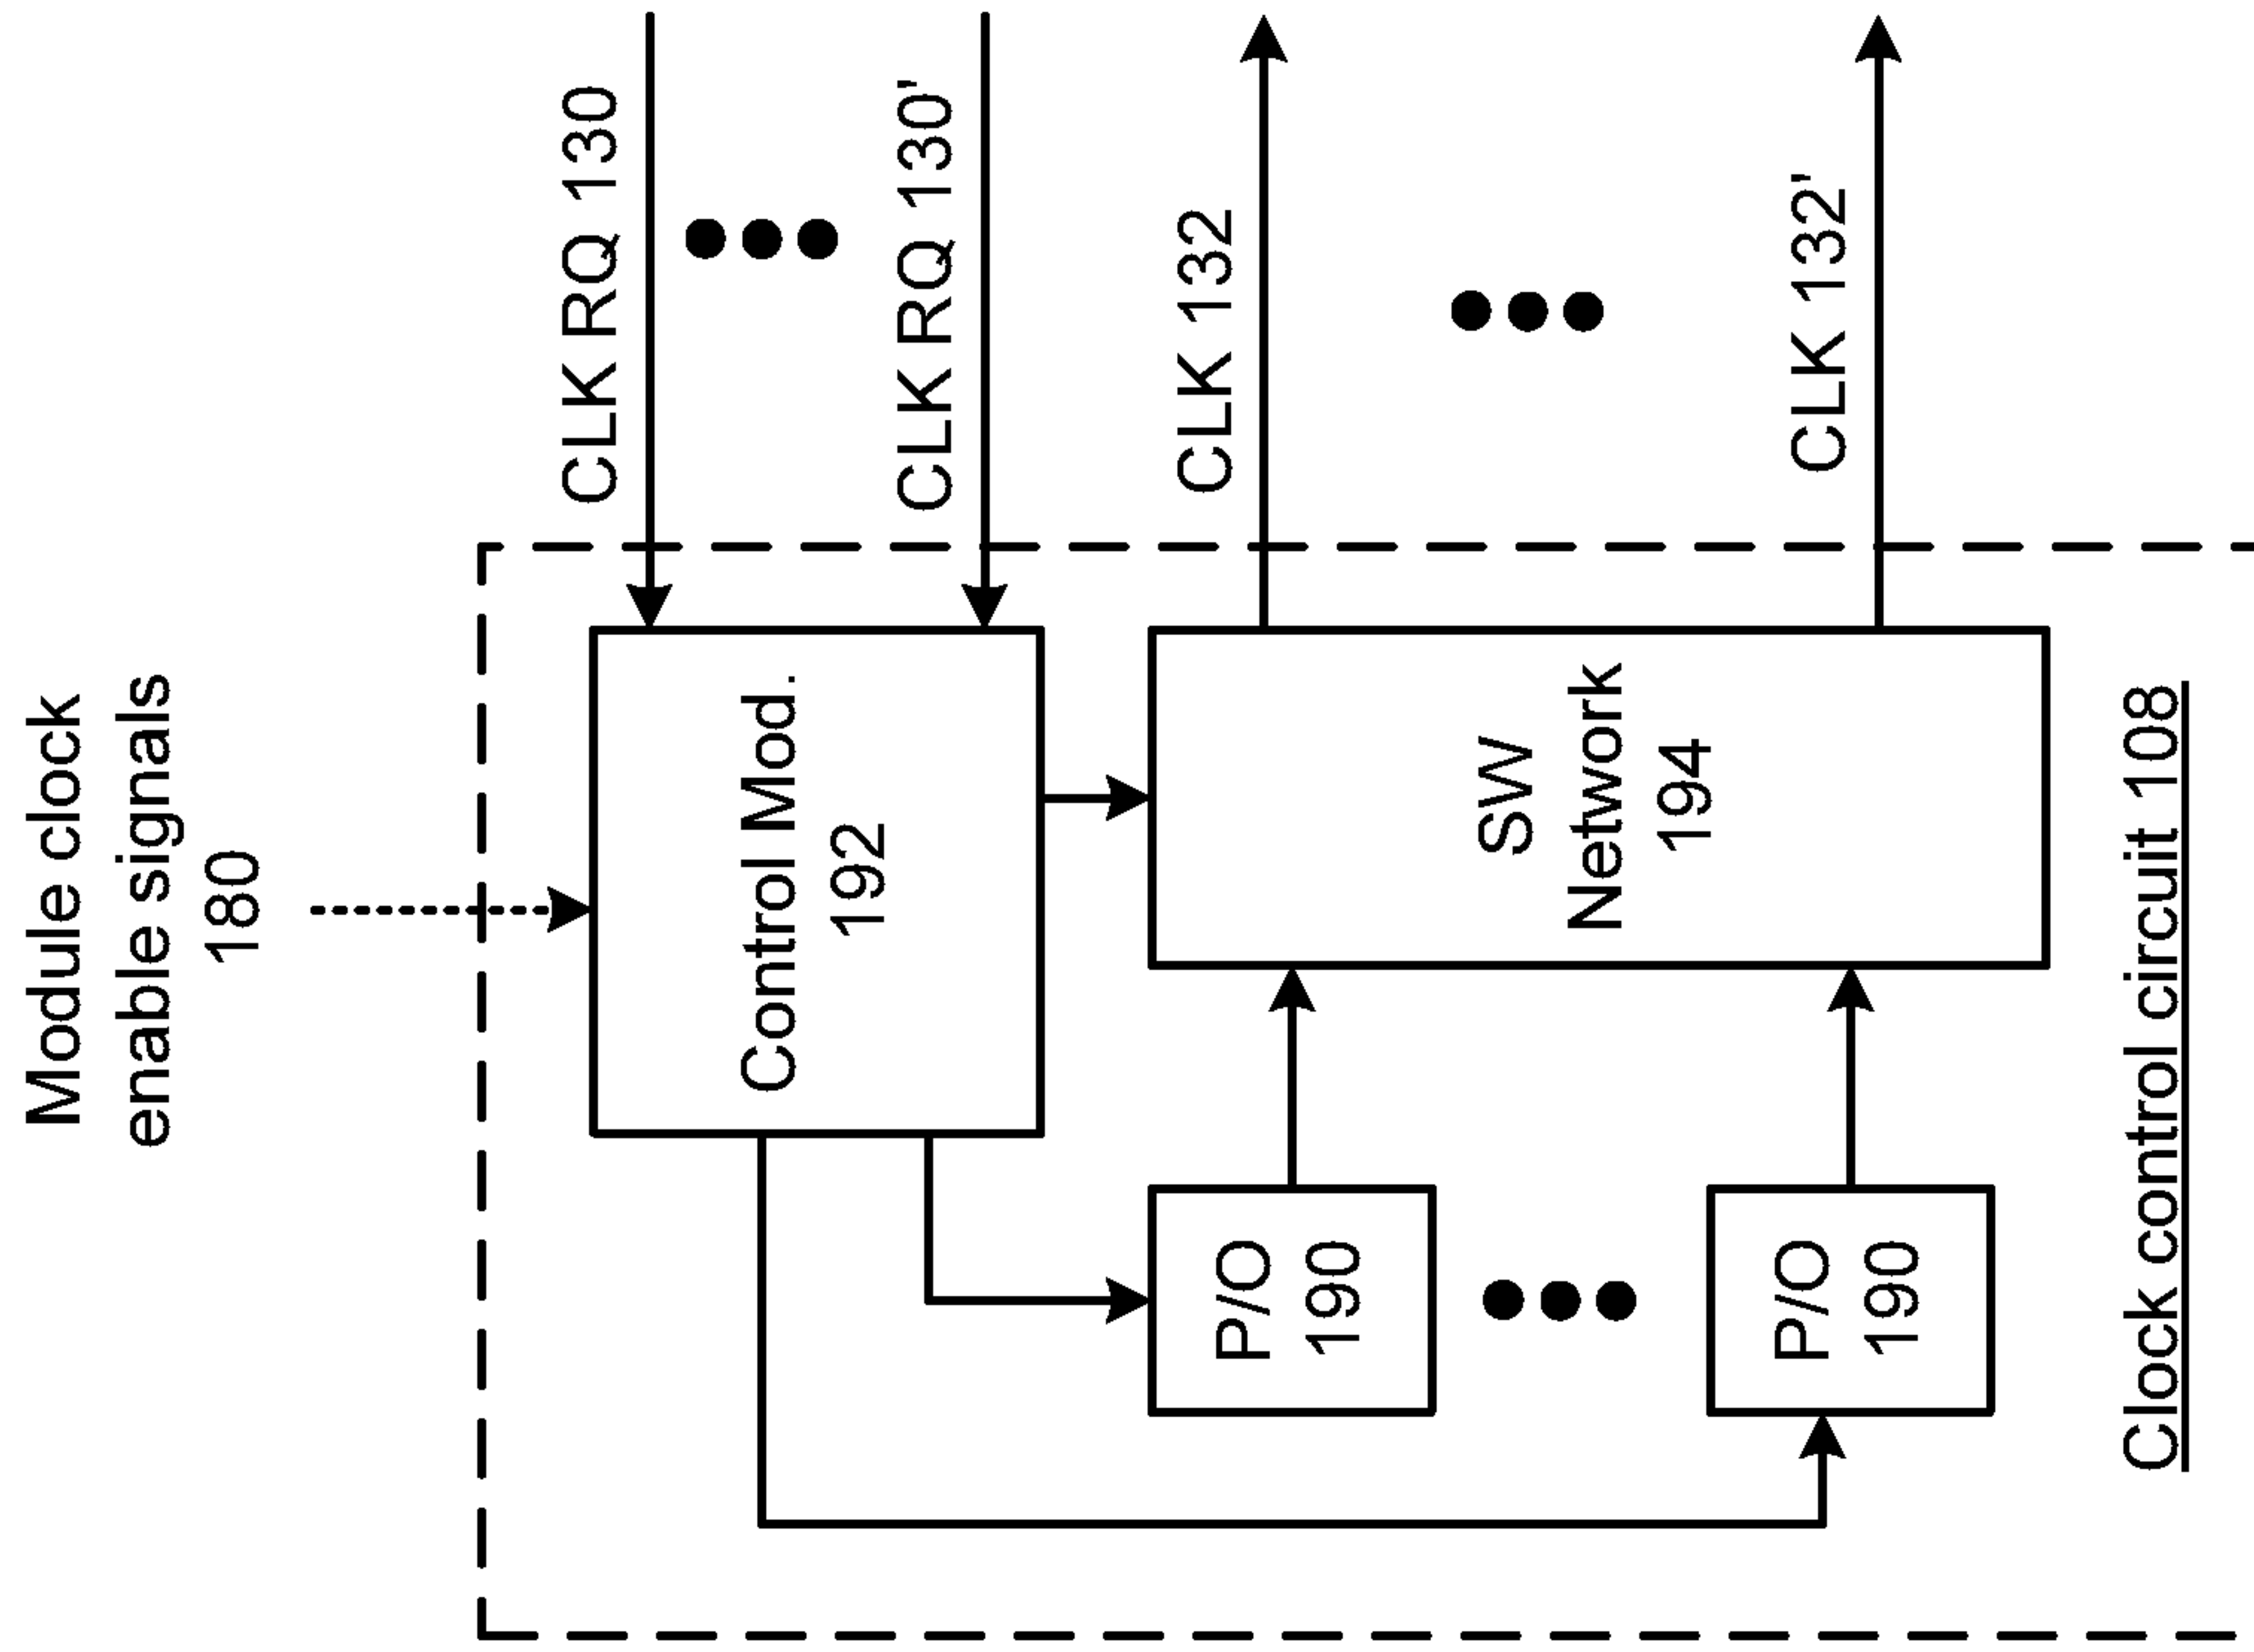 Module clock
enable signals
180
CLK RQ 130
CLK RQ 130'
Control Mod.
192
CLK 132
CLK 132'
SW
Network
194
P/O
190
P/O
190
Clock control circuit 108